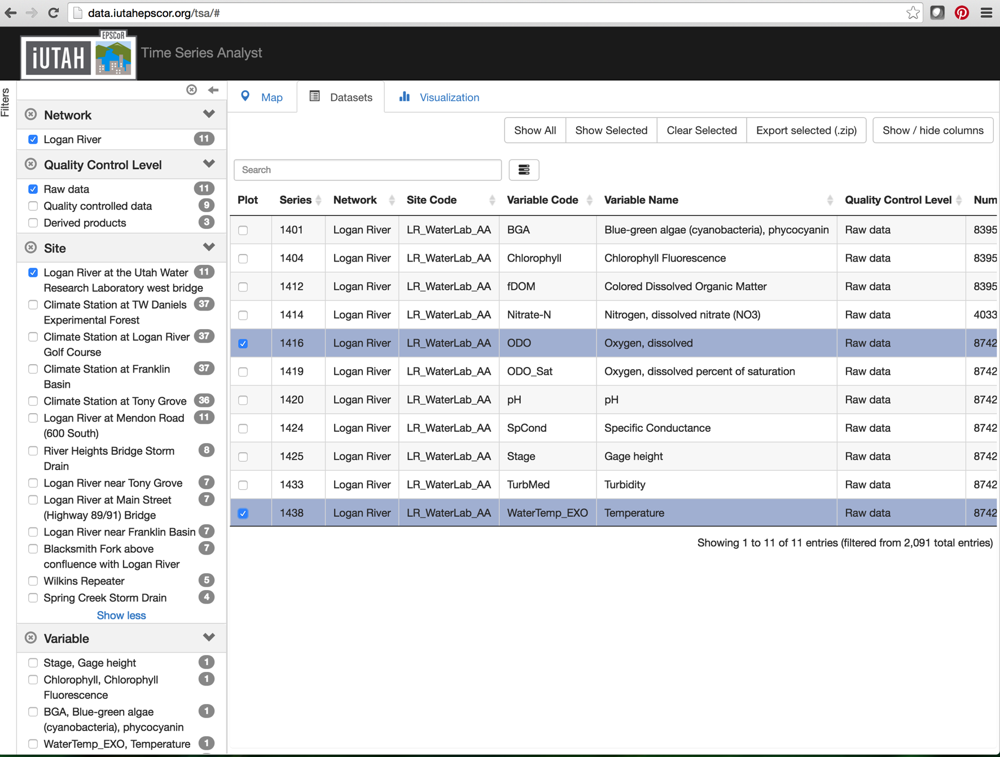 data.iutahepscor.org/tsa/#
EPSCoR
iUTAH
Time Series Analyst
Filters
Map
Datasets
Visualization
Network
Logan River 11
Quality Control Level
Raw data 11
Quality controlled data 9
Derived products 3
Site
Logan River at the Utah Water 11
Research Laboratory west bridge
Climate Station at TW Daniels 37
Experimental Forest
Climate Station at Logan River 37
Golf Course
Climate Station at Franklin 37
Basin
Climate Station at Tony Grove 36
Logan River at Mendon Road 11
(600 South)
River Heights Bridge Storm 8
Drain
Logan River near Tony Grove 7
Logan River at Main Street 7
(Highway 89/91) Bridge
Logan River near Franklin Basin 7
Blacksmith Fork above 7
confluence with Logan River
Wilkins Repeater 5
Spring Creek Storm Drain 4
Show less
Variable
Stage, Gage height 1
Chlorophyll, Chlorophyll 1
Fluorescence
BGA, Blue-green algae 1
(cyanobacteria), phycocyanin
WaterTemp_EXO, Temperature 1
Show All Show Selected Clear Selected Export selected (.zip) Show / hide columns
Search
Plot Series Network Site Code Variable Code Variable Name Quality Control Level Num
1401 Logan River LR_WaterLab_AA BGA Blue-green algae (cyanobacteria), phycocyanin Raw data 8395
1404 Logan River LR_WaterLab_AA Chlorophyll Chlorophyll Fluorescence Raw data 8395
1412 Logan River LR_WaterLab_AA fDOM Colored Dissolved Organic Matter Raw data 8395
1414 Logan River LR_WaterLab_AA Nitrate-N Nitrogen, dissolved nitrate (NO3) Raw data 4033
1416 Logan River LR_WaterLab_AA ODO Oxygen, dissolved Raw data 8742
1419 Logan River LR_WaterLab_AA ODO_Sat Oxygen, dissolved percent of saturation Raw data 8742
1420 Logan River LR_WaterLab_AA pH pH Raw data 8742
1424 Logan River LR_WaterLab_AA SpCond Specific Conductance Raw data 8742
1425 Logan River LR_WaterLab_AA Stage Gage height Raw data 8742
1433 Logan River LR_WaterLab_AA TurbMed Turbidity Raw data 8742
1438 Logan River LR_WaterLab_AA WaterTemp_EXO Temperature Raw data 8742
Showing 1 to 11 of 11 entries (filtered from 2,091 total entries)